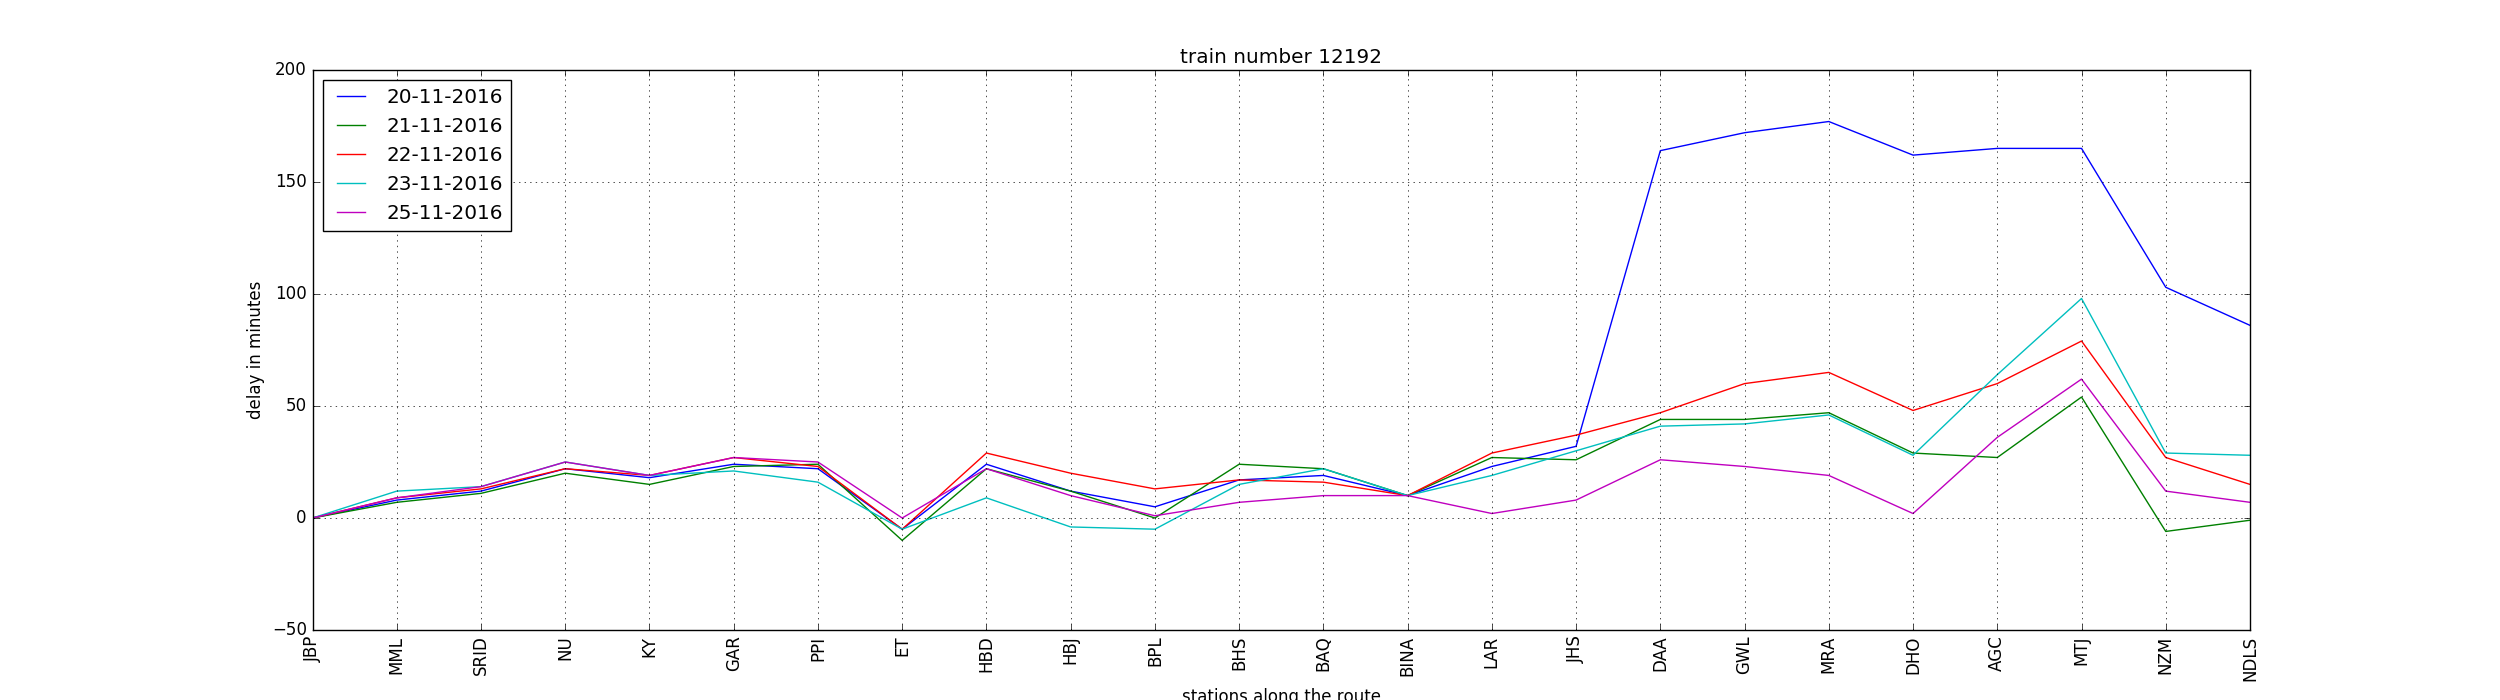 train number 12192
200
150
100
50
0
−50
delay in minutes
20-11-2016
21-11-2016
22-11-2016
23-11-2016
25-11-2016
JBP
MML
SRID
NU
KY
GAR
PPI
ET
HBD
HBJ
BPL
BHS
BAQ
BINA
LAR
JHS
DAA
GWL
MRA
DHO
AGC
MTJ
NZM
NDLS
stations along the route